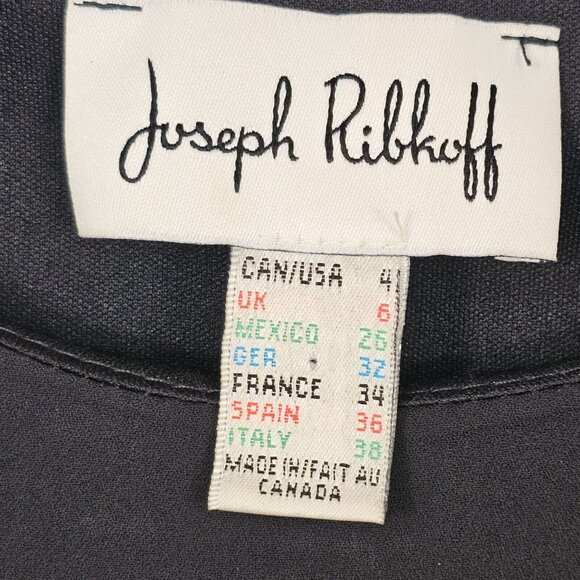 Joseph Ribkoff
CAN/USA 4
UK 6
MEXICO 26
GER 32
FRANCE 34
SPAIN 36
ITALY 38
MADE IN/FAIT AU
CANADA